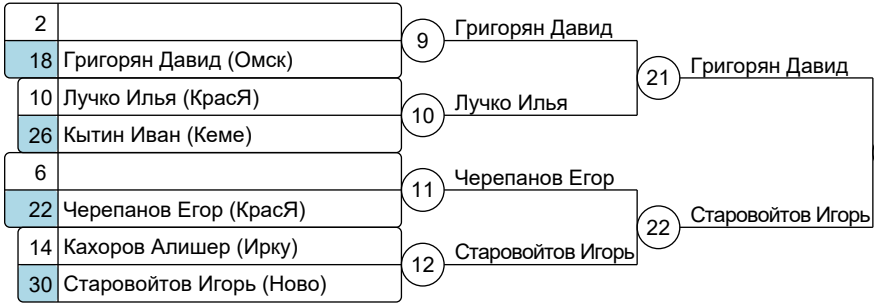 2
18 Григорян Давид (Омск)
10 Лучко Илья (КрасЯ)
26 Кытин Иван (Кеме)
6
22 Черепанов Егор (КрасЯ)
14 Кахоров Алишер (Ирку)
30 Старовойтов Игорь (Ново)
9 Григорян Давид
10 Лучко Илья
11 Черепанов Егор
12 Старовойтов Игорь
21 Григорян Давид
22 Старовойтов Игорь